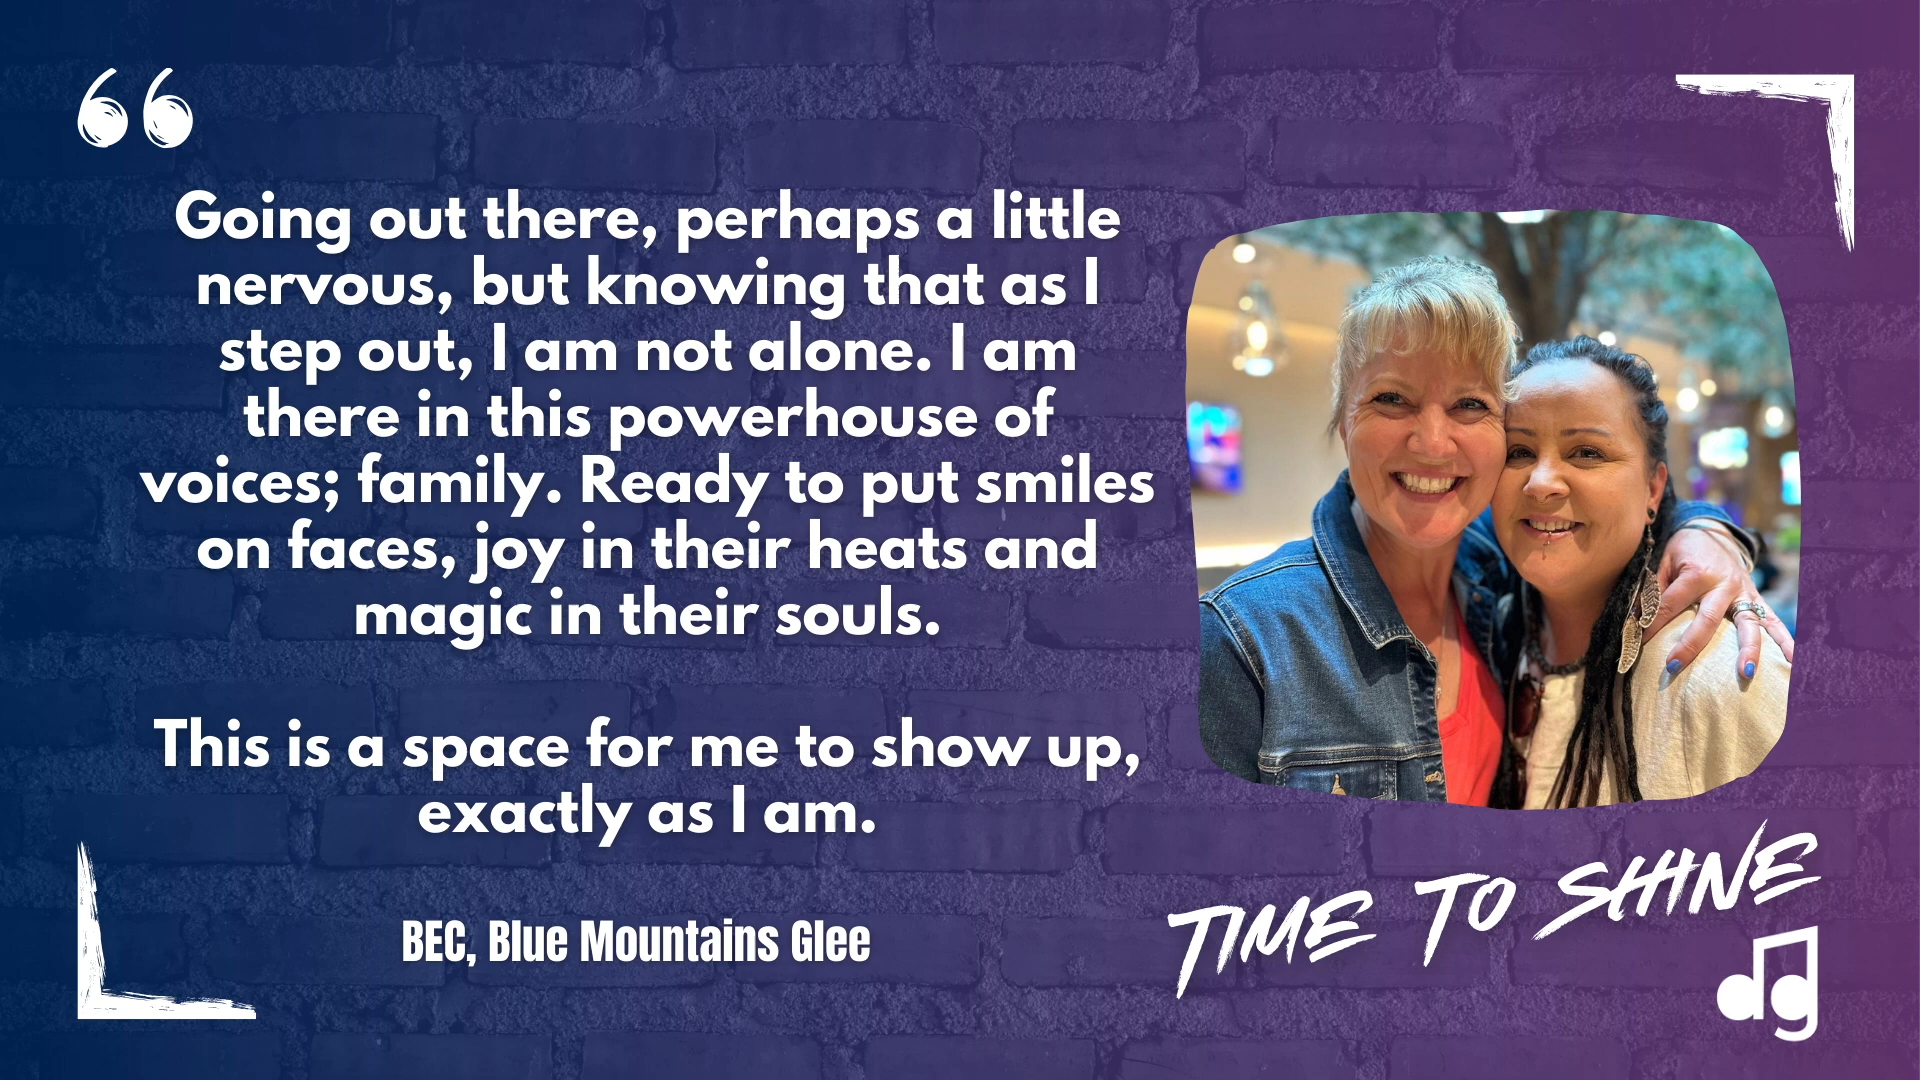 Going out there, perhaps a little
nervous, but knowing that as I
step out, I am not alone. I am
there in this powerhouse of
voices; family. Ready to put smiles
on faces, joy in their heats and
magic in their souls.
This is a space for me to show up,
exactly as I am.
BEC, Blue Mountains Glee
TIME TO SHINE
dg